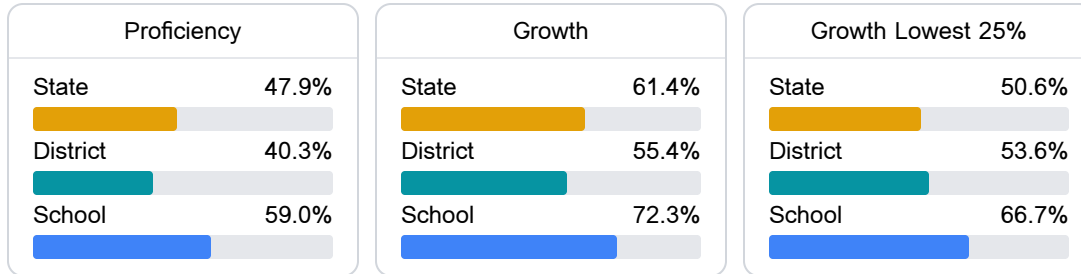 Proficiency
State 47.9%
District 40.3%
School 59.0%
Growth
State 61.4%
District 55.4%
School 72.3%
Growth Lowest 25%
State 50.6%
District 53.6%
School 66.7%